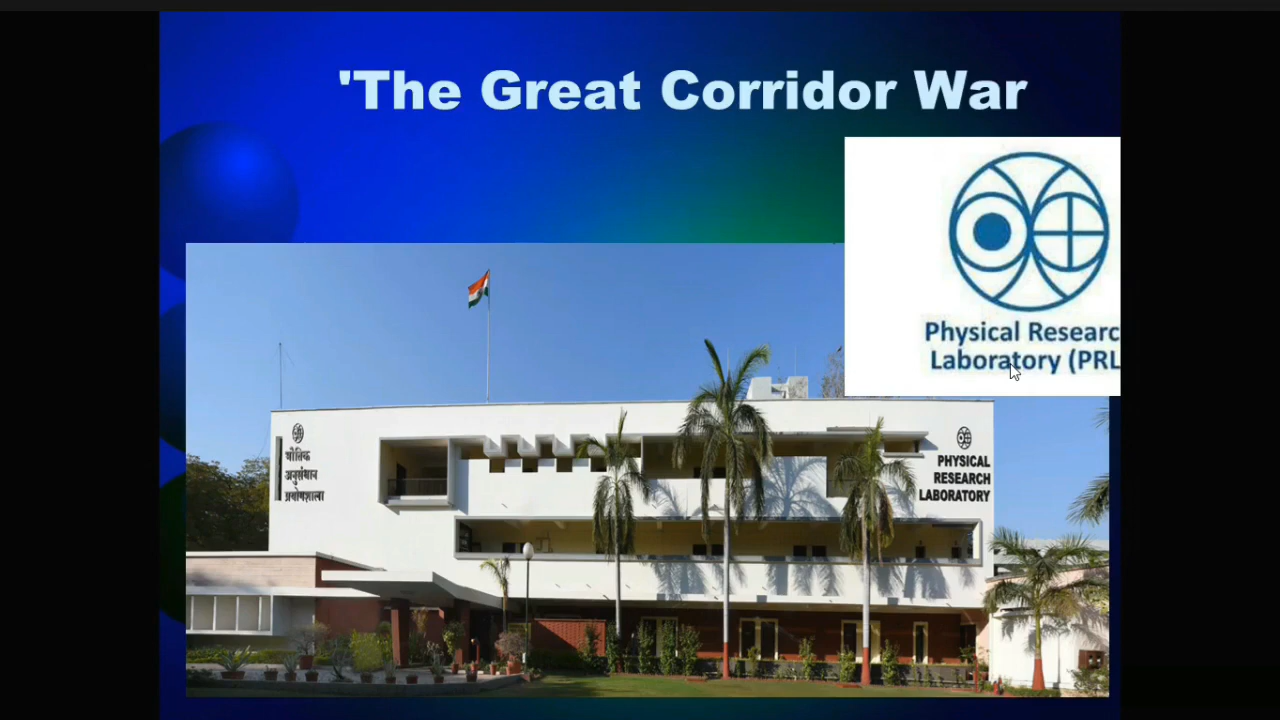 'The Great Corridor War
Physical Researc
Laboratory (PRL
भौतिक
अनुसंधान
प्रयोगशाला
PHYSICAL
RESEARCH
LABORATORY